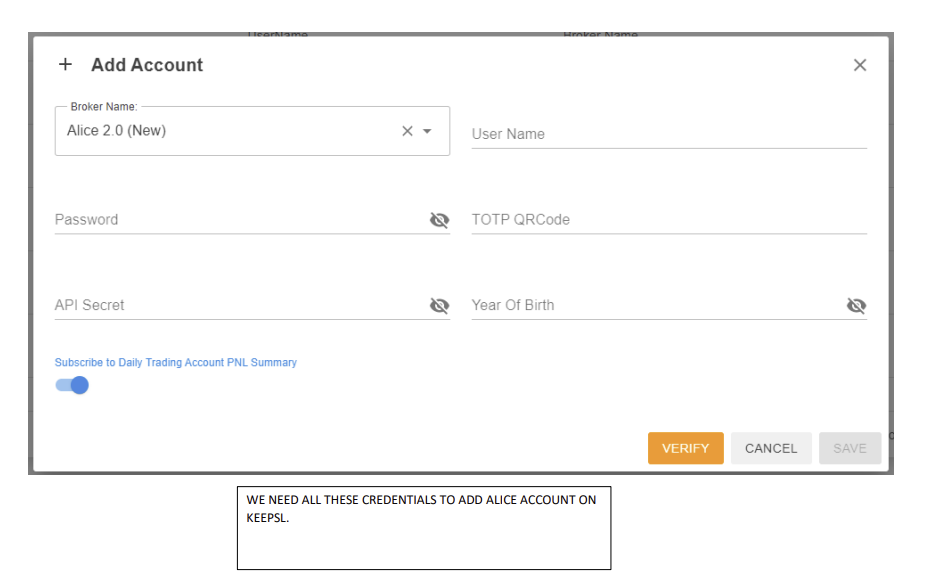 UserName Broker Name
+ Add Account
Broker Name:
Alice 2.0 (New)
User Name
Password
TOTP QRCode
API Secret
Year Of Birth
Subscribe to Daily Trading Account PNL Summary
VERIFY CANCEL SAVE
WE NEED ALL THESE CREDENTIALS TO ADD ALICE ACCOUNT ON
KEEPSL.